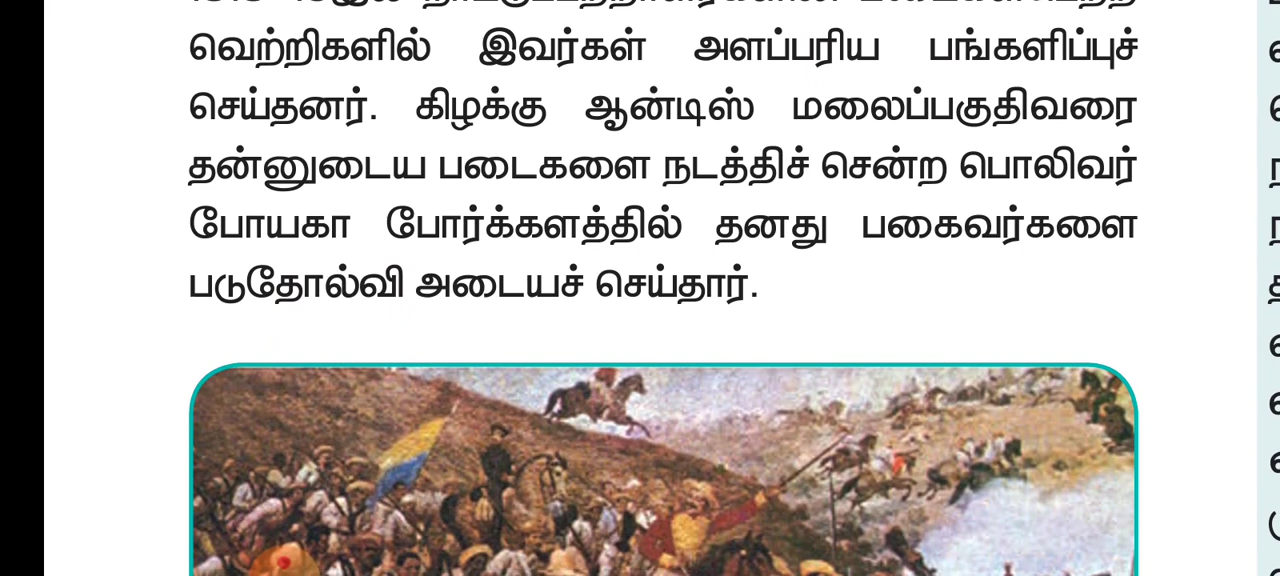 வெற்றிகளில் இவர்கள் அளப்பரிய பங்களிப்புச்
செய்தனர். கிழக்கு ஆன்டிஸ் மலைப்பகுதிவரை
தன்னுடைய படைகளை நடத்திச் சென்ற பொலிவர்
போயகா போர்க்களத்தில் தனது பகைவர்களை
படுதோல்வி அடையச் செய்தார்.